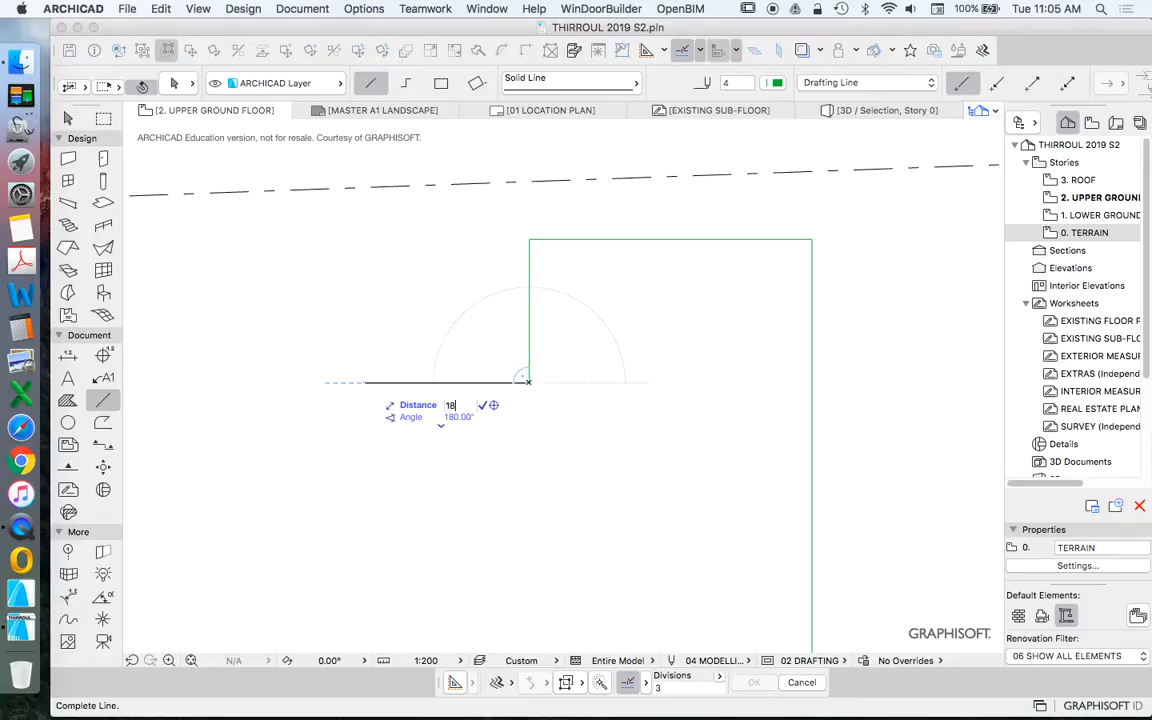 ARCHICAD File Edit View Design Document Options Teamwork Window Help WinDoorBuilder OpenBIM 100% Tue 11:05 AM
THIRROUL 2019 S2.pln
ARCHICAD Layer
Solid Line
4
Drafting Line
[2. UPPER GROUND FLOOR]
[MASTER A1 LANDSCAPE]
[01 LOCATION PLAN]
[EXISTING SUB-FLOOR]
[3D / Selection, Story 0]
ARCHICAD Education version, not for resale. Courtesy of GRAPHISOFT.
Design
Document
More
Distance 18
Angle 180.00°
THIRROUL 2019 S2
Stories
3. ROOF
2. UPPER GROUN
1. LOWER GROUND
0. TERRAIN
Sections
Elevations
Interior Elevations
Worksheets
EXISTING FLOOR P
EXISTING SUB-FL
EXTERIOR MEASUR
EXTRAS (Independ
INTERIOR MEASUR
REAL ESTATE PLAN
SURVEY (Independ
Details
3D Documents
Properties
0. TERRAIN
Settings...
Default Elements:
Renovation Filter:
06 SHOW ALL ELEMENTS
GRAPHISOFT.
N/A 0.00° 1:200 Custom Entire Model 04 MODELLI... 02 DRAFTING No Overrides
Divisions
3
OK
Cancel
Complete Line.
GRAPHISOFT ID